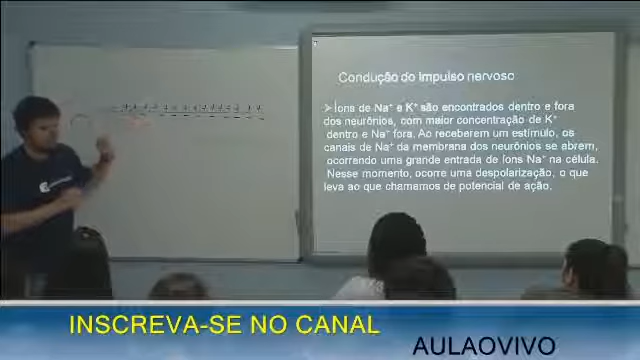 Condução do Impulso nervoso
➢Íons de Na⁺ e K⁺ são encontrados dentro e fora
dos neurônios, com maior concentração de K⁺
dentro e Na⁺ fora. Ao receberem um estímulo, os
canais de Na⁺ da membrana dos neurônios se abrem,
ocorrendo uma grande entrada de íons Na⁺ na célula.
Nesse momento, ocorre uma despolarização, o que
leva ao que chamamos de potencial de ação.
INSCREVA-SE NO CANAL
AULAOVIVO